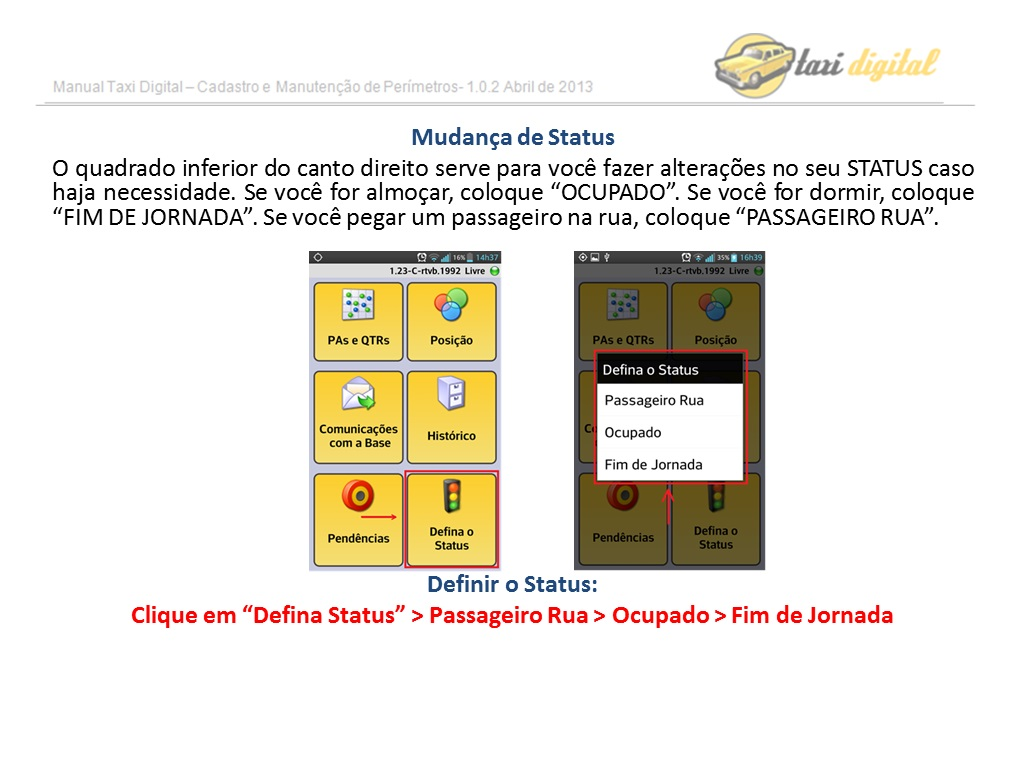 taxi digital
Manual Taxi Digital – Cadastro e Manutenção de Perímetros- 1.0.2 Abril de 2013
Mudança de Status
O quadrado inferior do canto direito serve para você fazer alterações no seu STATUS caso
haja necessidade. Se você for almoçar, coloque “OCUPADO”. Se você for dormir, coloque
“FIM DE JORNADA”. Se você pegar um passageiro na rua, coloque “PASSAGEIRO RUA”.
16% 14h37
1.23-C-rtvb.1992 Livre
PAs e QTRs
Posição
Comunicações
com a Base
Histórico
Pendências
Defina o
Status
35% 16h39
1.23-C-rtvb.1992 Livre
PAs e QTRs
Posição
Defina o Status
Passageiro Rua
Ocupado
Fim de Jornada
Pendências
Defina o
Status
Definir o Status:
Clique em “Defina Status” > Passageiro Rua > Ocupado > Fim de Jornada